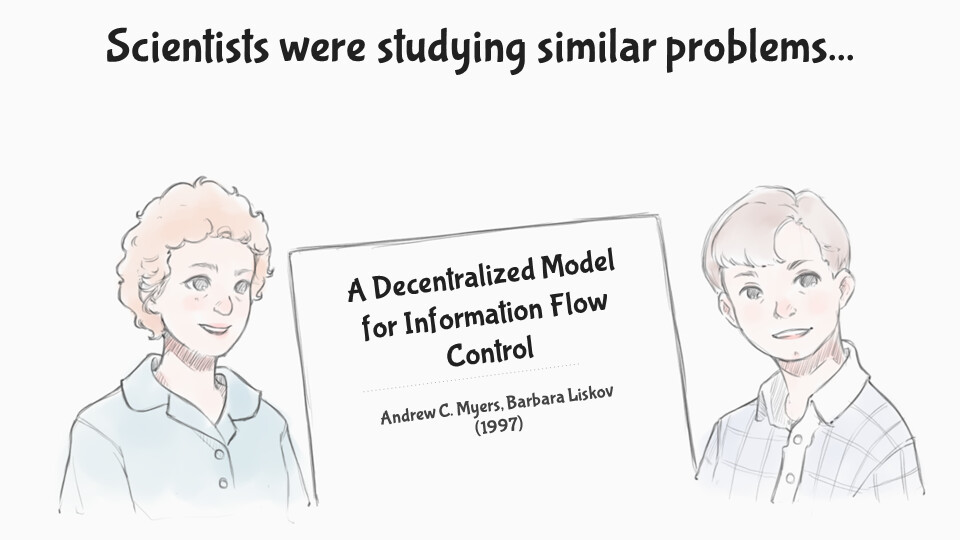 Scientists were studying similar problems...
A Decentralized Model
for Information Flow
Control
Andrew C. Myers, Barbara Liskov
(1997)